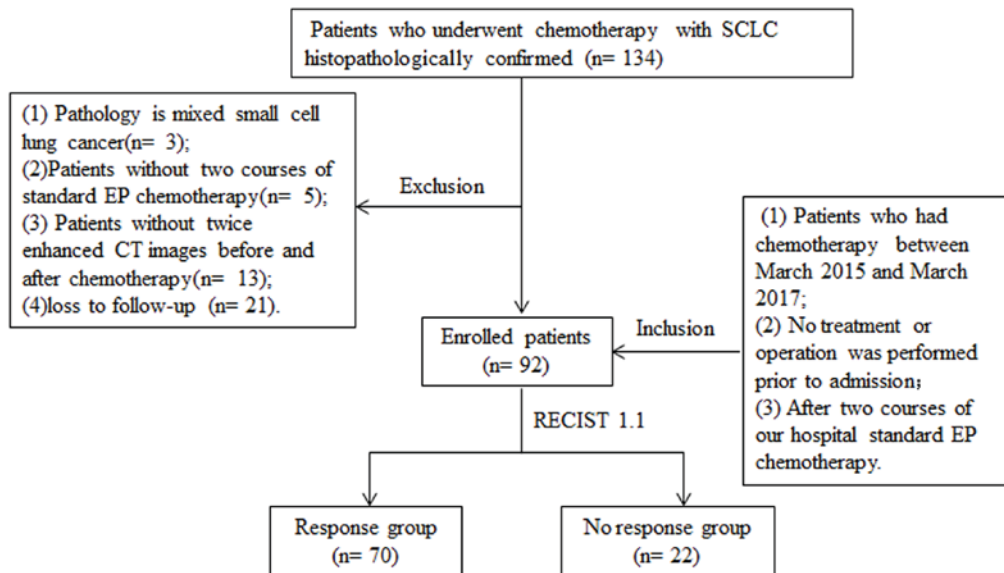 Patients who underwent chemotherapy with SCLC
histopathologically confirmed (n= 134)
(1) Pathology is mixed small cell
lung cancer(n= 3);
(2)Patients without two courses of
standard EP chemotherapy(n= 5);
(3) Patients without twice
enhanced CT images before and
after chemotherapy(n= 13);
(4)loss to follow-up (n= 21).
Exclusion
(1) Patients who had
chemotherapy between
March 2015 and March
2017;
(2) No treatment or
operation was performed
prior to admission;
(3) After two courses of
our hospital standard EP
chemotherapy.
Inclusion
Enrolled patients
(n= 92)
RECIST 1.1
Response group
(n= 70)
No response group
(n= 22)